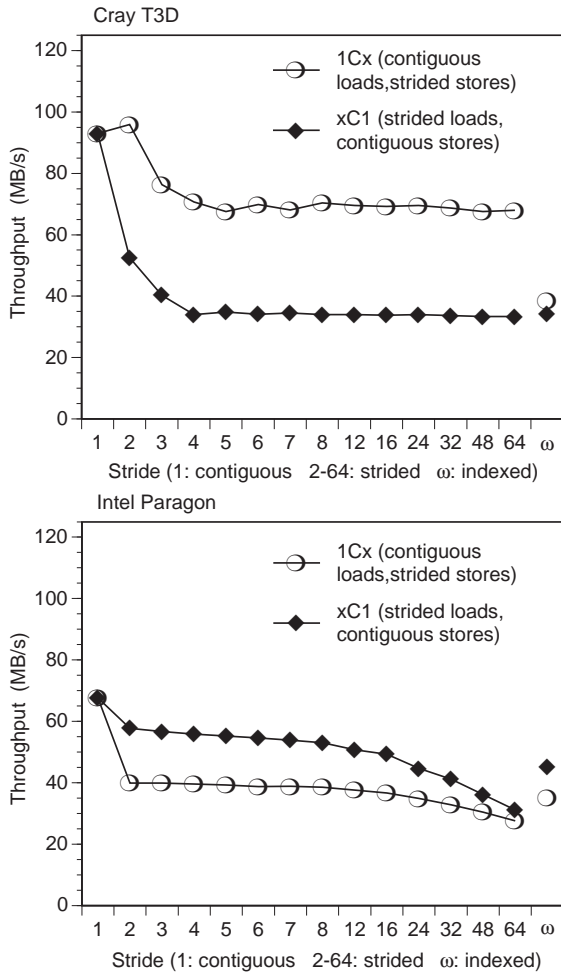 Cray T3D
120
100
80
60
40
20
0
Throughput (MB/s)
1Cx (contiguous
loads,strided stores)
xC1 (strided loads,
contiguous stores)
1 2 3 4 5 6 7 8 12 16 24 32 48 64 ω
Stride (1: contiguous 2-64: strided ω: indexed)
Intel Paragon
120
100
80
60
40
20
0
Throughput (MB/s)
1Cx (contiguous
loads,strided stores)
xC1 (strided loads,
contiguous stores)
1 2 3 4 5 6 7 8 12 16 24 32 48 64 ω
Stride (1: contiguous 2-64: strided ω: indexed)